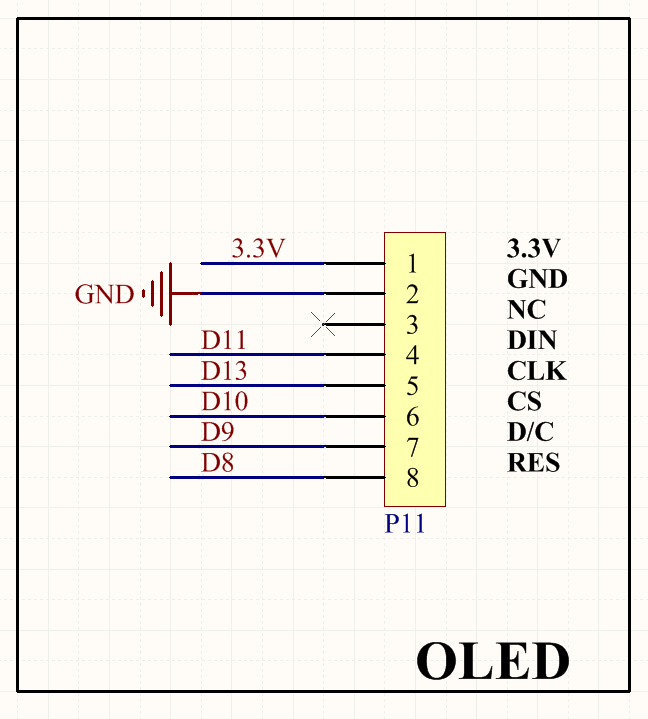 3.3V 1 3.3V
GND 2 GND
3 NC
D11 4 DIN
D13 5 CLK
D10 6 CS
D9 7 D/C
D8 8 RES
P11
OLED